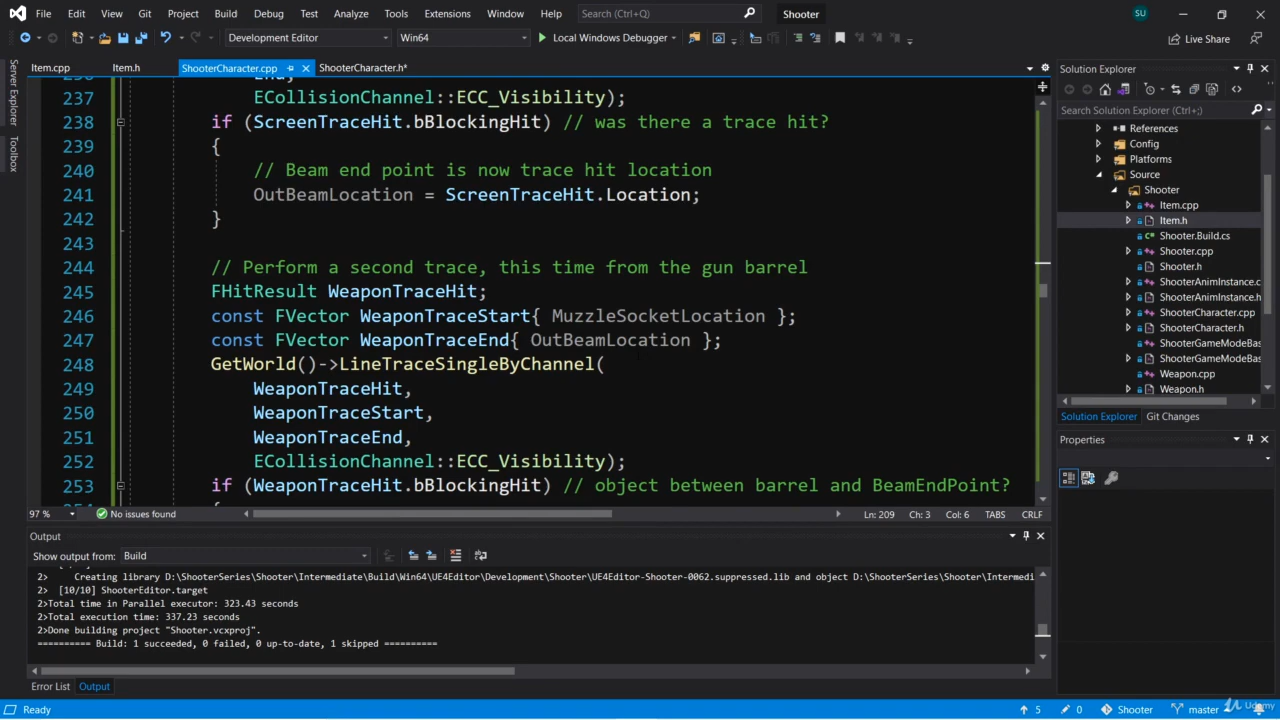 File Edit View Git Project Build Debug Test Analyze Tools Extensions Window Help Search (Ctrl+Q) Shooter SU
Development Editor Win64 Local Windows Debugger Live Share
Server Explorer
Toolbox
Item.cpp Item.h ShooterCharacter.cpp ShooterCharacter.h*
237 ECollisionChannel::ECC_Visibility);
238 if (ScreenTraceHit.bBlockingHit) // was there a trace hit?
239 {
240 // Beam end point is now trace hit location
241 OutBeamLocation = ScreenTraceHit.Location;
242 }
243
244 // Perform a second trace, this time from the gun barrel
245 FHitResult WeaponTraceHit;
246 const FVector WeaponTraceStart{ MuzzleSocketLocation };
247 const FVector WeaponTraceEnd{ OutBeamLocation };
248 GetWorld()->LineTraceSingleByChannel(
249 WeaponTraceHit,
250 WeaponTraceStart,
251 WeaponTraceEnd,
252 ECollisionChannel::ECC_Visibility);
253 if (WeaponTraceHit.bBlockingHit) // object between barrel and BeamEndPoint?
97 % No issues found Ln: 209 Ch: 3 Col: 6 TABS CRLF
Output
Show output from: Build
2> Creating library D:\ShooterSeries\Shooter\Intermediate\Build\Win64\UE4Editor\Development\Shooter\UE4Editor-Shooter-0062.suppressed.lib and object D:\ShooterSeries\Shooter\Intermed
2> [10/10] ShooterEditor.target
2>Total time in Parallel executor: 323.43 seconds
2>Total execution time: 337.23 seconds
2>Done building project "Shooter.vcxproj".
========== Build: 1 succeeded, 0 failed, 0 up-to-date, 1 skipped ==========
Error List Output
Solution Explorer
Search Solution Explorer (Ctrl+;)
References
Config
Platforms
Source
Shooter
Item.cpp
Item.h
Shooter.Build.cs
Shooter.cpp
Shooter.h
ShooterAnimInstance.c
ShooterAnimInstance.h
ShooterCharacter.cpp
ShooterCharacter.h
ShooterGameModeBas
ShooterGameModeBas
Weapon.cpp
Weapon.h
Solution Explorer Git Changes
Properties
Ready 5 0 Shooter master Udemy